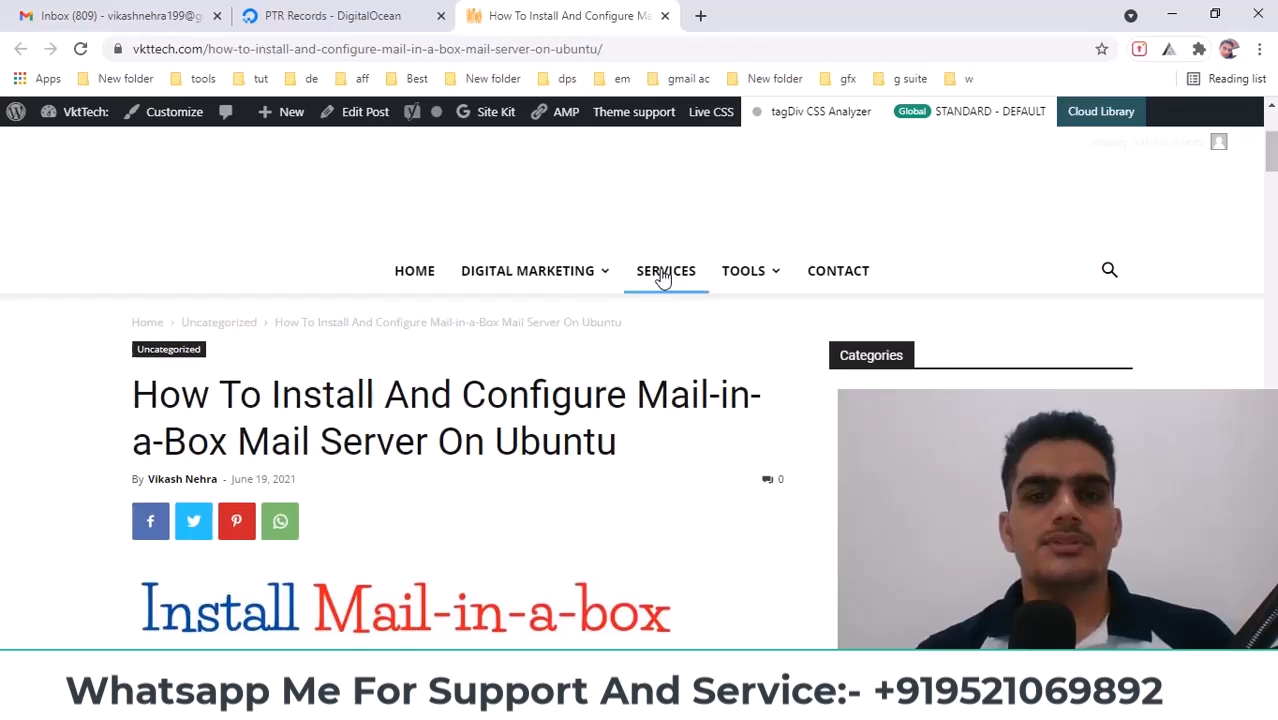 Inbox (809) - vikashnehra199@g
PTR Records - DigitalOcean
How To Install And Configure Ma
vkttech.com/how-to-install-and-configure-mail-in-a-box-mail-server-on-ubuntu/
Apps New folder tools tut de aff Best New folder dps em gmail ac New folder gfx g suite w Reading list
VktTech: Customize New Edit Post Site Kit AMP Theme support Live CSS tagDiv CSS Analyzer Global STANDARD - DEFAULT Cloud Library
HOME DIGITAL MARKETING SERVICES TOOLS CONTACT
Home › Uncategorized › How To Install And Configure Mail-in-a-Box Mail Server On Ubuntu
Uncategorized
Categories
How To Install And Configure Mail-in-
a-Box Mail Server On Ubuntu
By Vikash Nehra - June 19, 2021
0
Install Mail-in-a-box
Whatsapp Me For Support And Service:- +919521069892